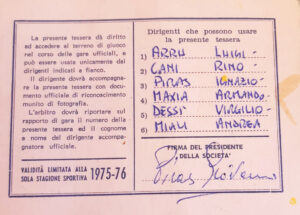 La presente tessera dà diritto
ad accedere al terreno di giuoco
nel corso delle gare ufficiali, e
può essere usata unicamente dai
dirigenti indicati a fianco.
Il dirigente dovrà accompagna-
re la presente tessera con docu-
mento ufficiale di riconoscimento
munito di fotografia.
L'arbitro dovrà riportare sul
rapporto di gara il numero della
presente tessera ed il cognome
e nome del dirigente accompa-
gnatore ufficiale.
VALIDITÀ LIMITATA ALLA
SOLA STAGIONE SPORTIVA 1975-76
Dirigenti che possono usare
la presente tessera
1) ARRU LUIGI
2) CANI RINO
3) PIRAS IGNAZIO
4) MAXIA ARMANDO
5) DESSÌ VIRGILIO
6) MIALI ANDREA
FIRMA DEL PRESIDENTE
DELLA SOCIETÀ
Piras